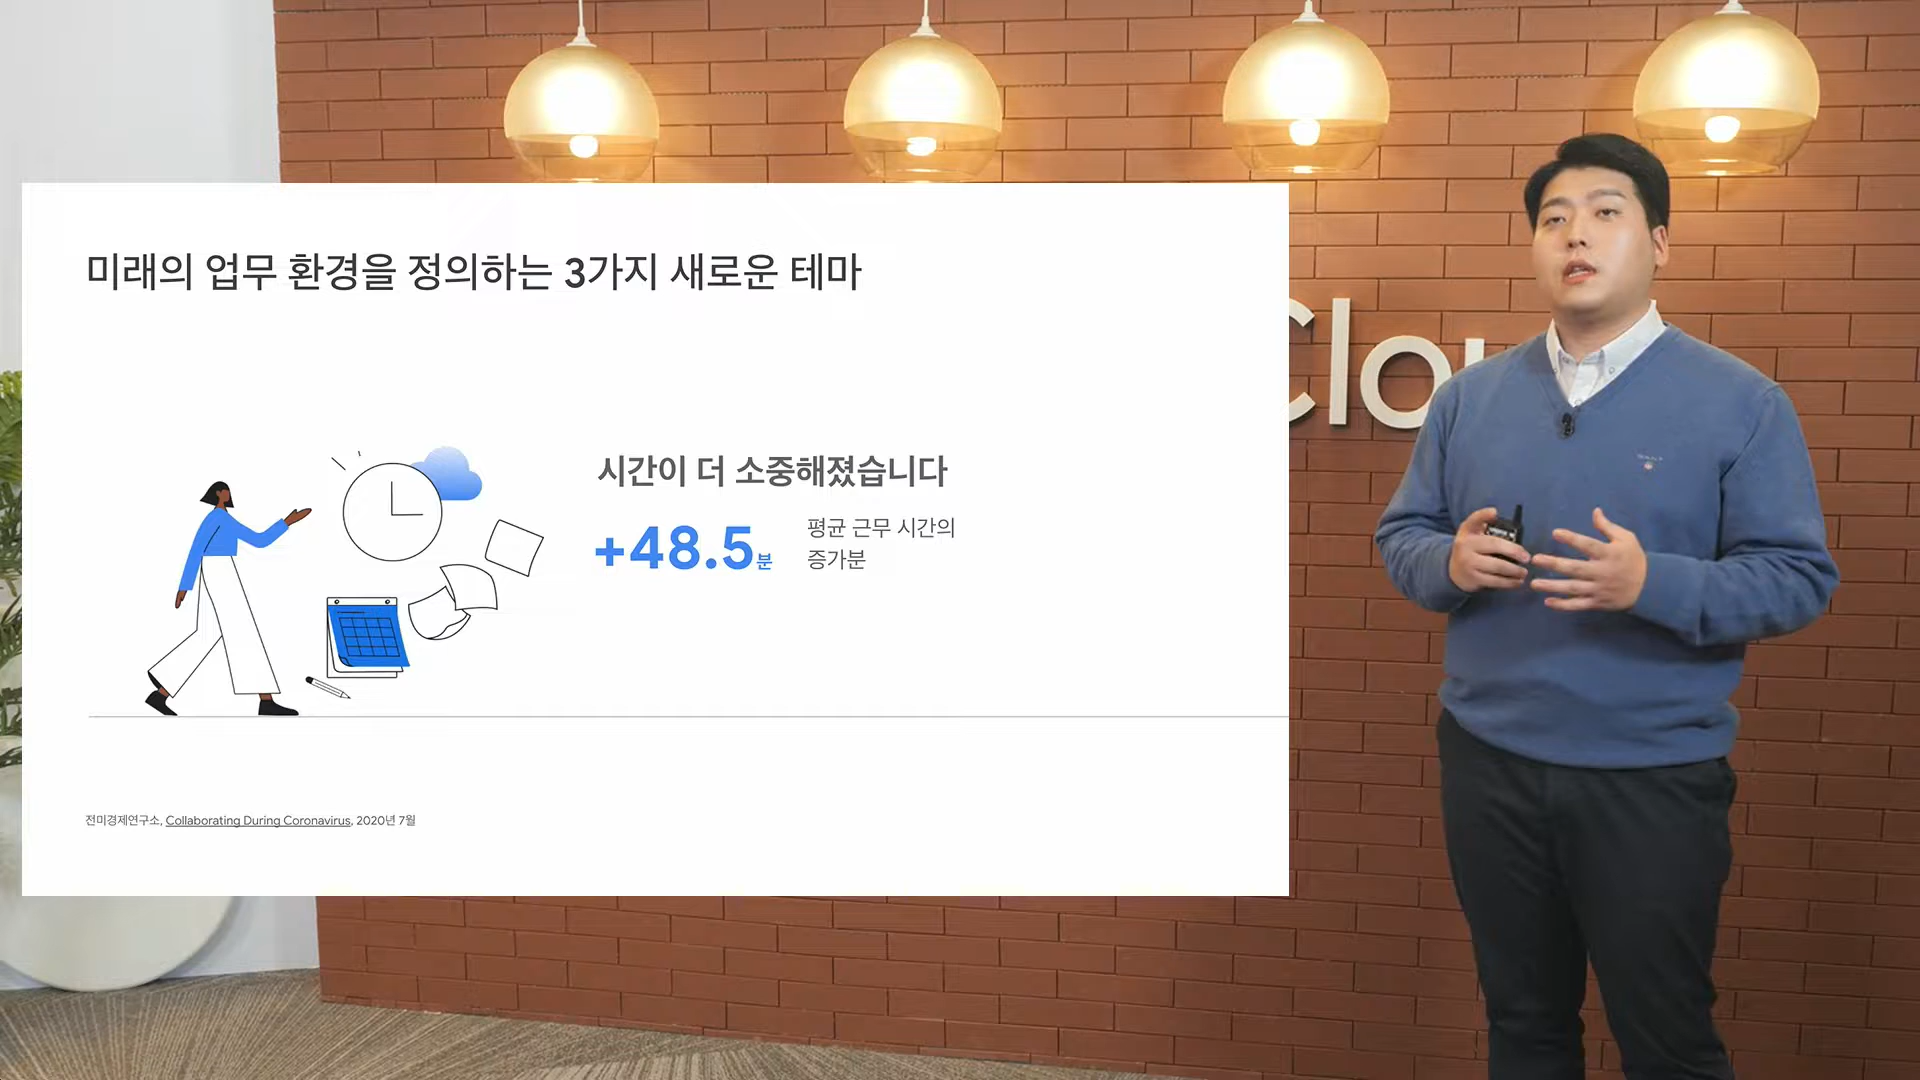 미래의 업무 환경을 정의하는 3가지 새로운 테마
시간이 더 소중해졌습니다
+48.5분
평균 근무 시간의
증가분
전미경제연구소, Collaborating During Coronavirus, 2020년 7월
Clou